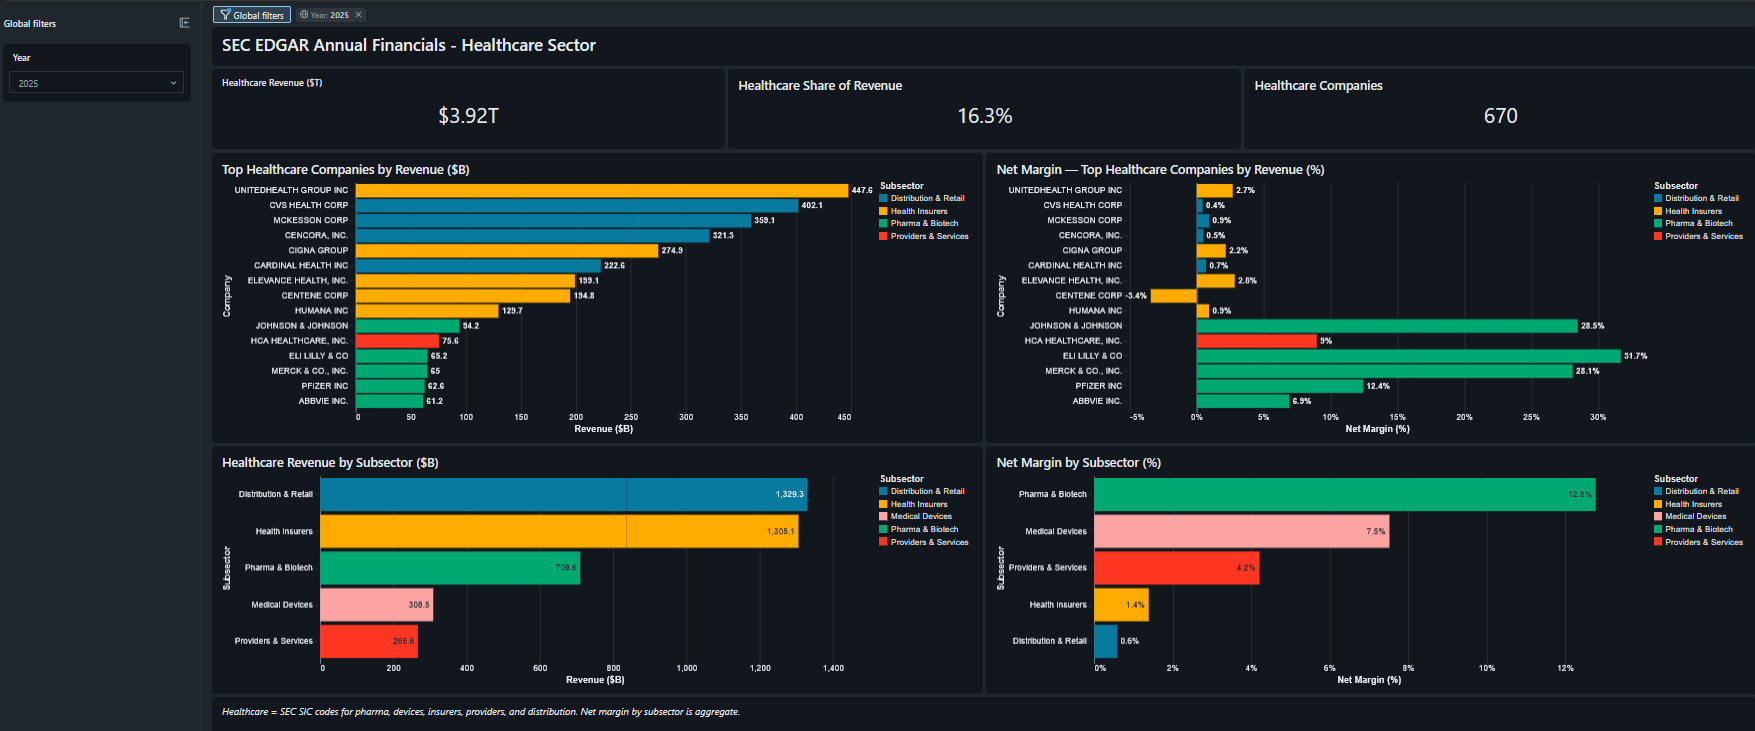 Global filters
Year
2025
Global filters
Year: 2025
SEC EDGAR Annual Financials - Healthcare Sector
Healthcare Revenue ($T)
$3.92T
Healthcare Share of Revenue
16.3%
Healthcare Companies
670
Top Healthcare Companies by Revenue ($B)
Company
UNITEDHEALTH GROUP INC 447.6
CVS HEALTH CORP 402.1
MCKESSON CORP 359.1
CENCORA, INC. 321.3
CIGNA GROUP 274.9
CARDINAL HEALTH INC 222.6
ELEVANCE HEALTH, INC. 199.1
CENTENE CORP 194.8
HUMANA INC 129.7
JOHNSON & JOHNSON 94.2
HCA HEALTHCARE, INC. 75.6
ELI LILLY & CO 65.2
MERCK & CO., INC. 65
PFIZER INC 62.6
ABBVIE INC. 61.2
0 50 100 150 200 250 300 350 400 450
Revenue ($B)
Subsector
Distribution & Retail
Health Insurers
Pharma & Biotech
Providers & Services
Net Margin — Top Healthcare Companies by Revenue (%)
Company
UNITEDHEALTH GROUP INC 2.7%
CVS HEALTH CORP 0.4%
MCKESSON CORP 0.9%
CENCORA, INC. 0.5%
CIGNA GROUP 2.2%
CARDINAL HEALTH INC 0.7%
ELEVANCE HEALTH, INC. 2.8%
CENTENE CORP -3.4%
HUMANA INC 0.9%
JOHNSON & JOHNSON 28.5%
HCA HEALTHCARE, INC. 9%
ELI LILLY & CO 31.7%
MERCK & CO., INC. 28.1%
PFIZER INC 12.4%
ABBVIE INC. 6.9%
-5% 0% 5% 10% 15% 20% 25% 30%
Net Margin (%)
Subsector
Distribution & Retail
Health Insurers
Pharma & Biotech
Providers & Services
Healthcare Revenue by Subsector ($B)
Subsector
Distribution & Retail 1,329.3
Health Insurers 1,305.1
Pharma & Biotech 709.6
Medical Devices 308.5
Providers & Services 266.6
0 200 400 600 800 1,000 1,200 1,400
Revenue ($B)
Subsector
Distribution & Retail
Health Insurers
Medical Devices
Pharma & Biotech
Providers & Services
Net Margin by Subsector (%)
Subsector
Pharma & Biotech 12.8%
Medical Devices 7.5%
Providers & Services 4.2%
Health Insurers 1.4%
Distribution & Retail 0.6%
0% 2% 4% 6% 8% 10% 12%
Net Margin (%)
Subsector
Distribution & Retail
Health Insurers
Medical Devices
Pharma & Biotech
Providers & Services
Healthcare = SEC SIC codes for pharma, devices, insurers, providers, and distribution. Net margin by subsector is aggregate.